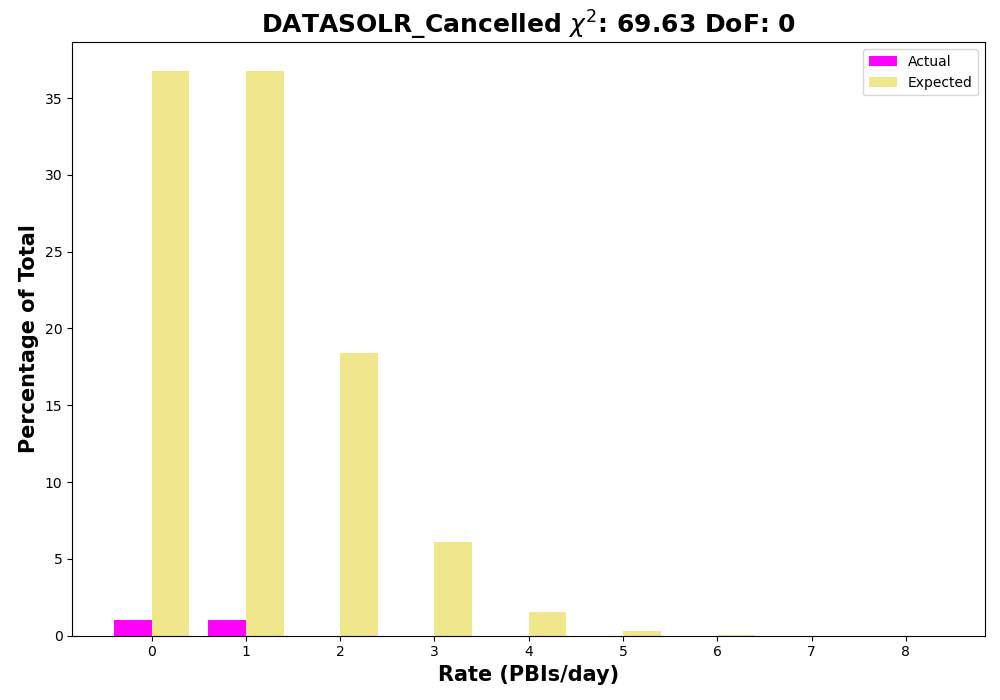 DATASOLR_Cancelled χ²: 69.63 DoF: 0
Actual
Expected
Percentage of Total
35
30
25
20
15
10
5
0
0 1 2 3 4 5 6 7 8
Rate (PBIs/day)